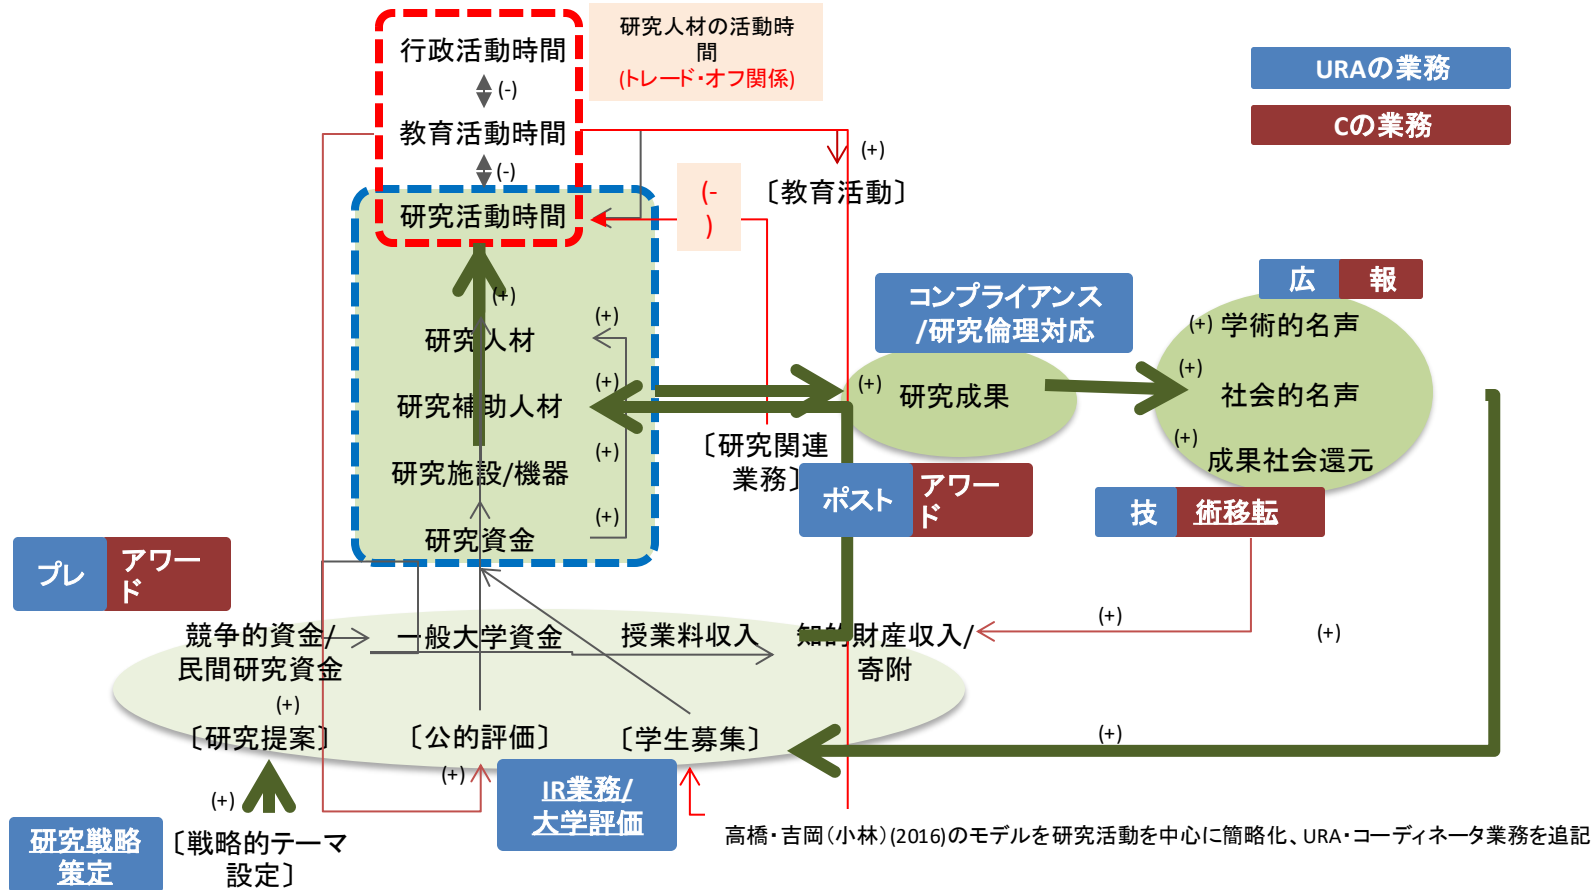 行政活動時間
(-)
教育活動時間
(-)
研究活動時間
研究人材の活動時
間
(トレード・オフ関係)
URAの業務
Cの業務
(+)
〔教育活動〕
(-
)
(+)
研究人材
(+)
研究補助人材
(+)
研究施設/機器
(+)
研究資金
(+)
コンプライアンス
/研究倫理対応
(+)
研究成果
広 報
(+) 学術的名声
(+)
社会的名声
(+)
成果社会還元
〔研究関連
業務〕
ポスト アワー
ド
技 術移転
プレ アワー
ド
競争的資金/
民間研究資金
一般大学資金
授業料収入
知的財産収入/
寄附
(+)
(+)
(+)
〔研究提案〕
〔公的評価〕
〔学生募集〕
(+)
(+)
(+)
研究戦略
策定
〔戦略的テーマ
設定〕
IR業務/
大学評価
高橋・吉岡(小林)(2016)のモデルを研究活動を中心に簡略化、URA・コーディネータ業務を追記